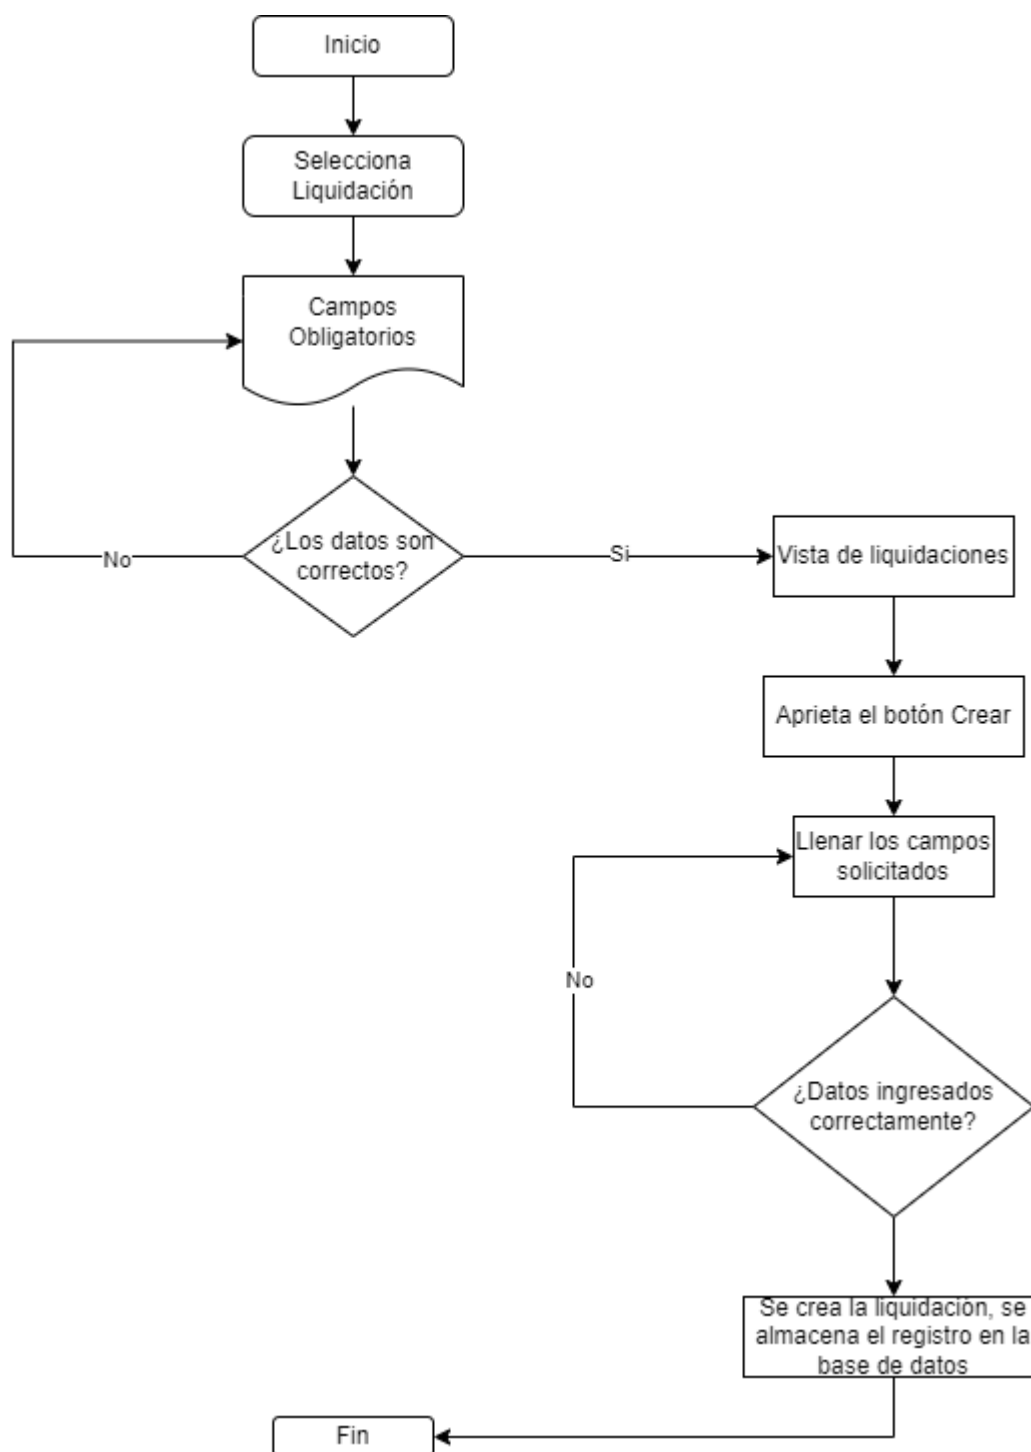 Inicio
Selecciona
Liquidación
Campos
Obligatorios
¿Los datos son
correctos?
No
Si
Vista de liquidaciones
Aprieta el botón Crear
Llenar los campos
solicitados
No
¿Datos ingresados
correctamente?
Se crea la liquidación, se
almacena el registro en la
base de datos
Fin